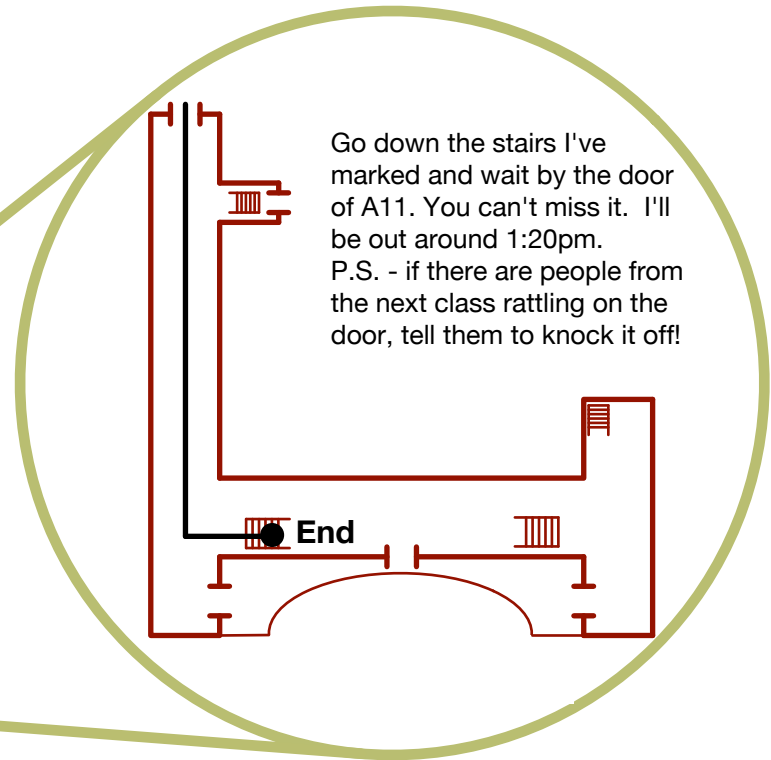 Go down the stairs I've
marked and wait by the door
of A11. You can't miss it.  I'll
be out around 1:20pm.
P.S. - if there are people from
the next class rattling on the
door, tell them to knock it off!
End